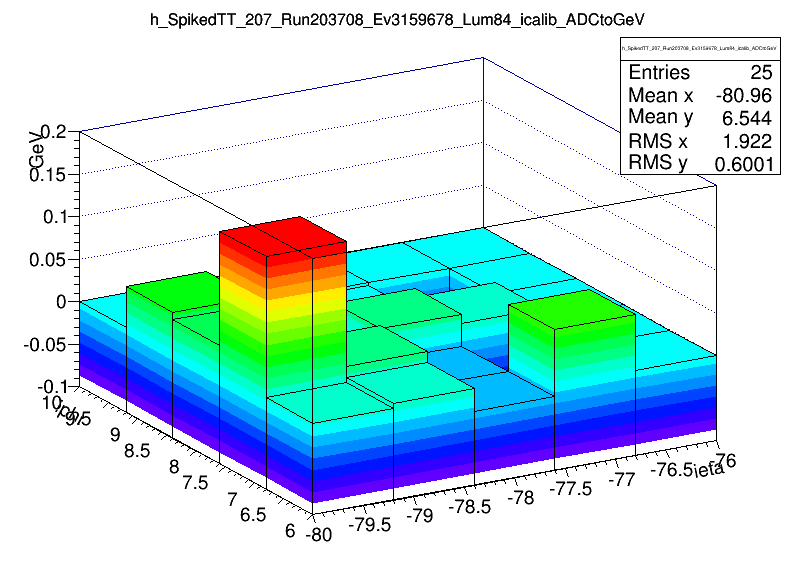 h_SpikedTT_207_Run203708_Ev3159678_Lum84_icalib_ADCtoGeV
h_SpikedTT_207_Run203708_Ev3159678_Lum84_icalib_ADCtoGeV
Entries 25
Mean x -80.96
Mean y 6.544
RMS x 1.922
RMS y 0.6001
GeV
0.2
0.15
0.1
0.05
0
-0.05
-0.1
10
9.5
9
8.5
8
7.5
7
6.5
6
iphi
-80
-79.5
-79
-78.5
-78
-77.5
-77
-76.5
-76
ieta